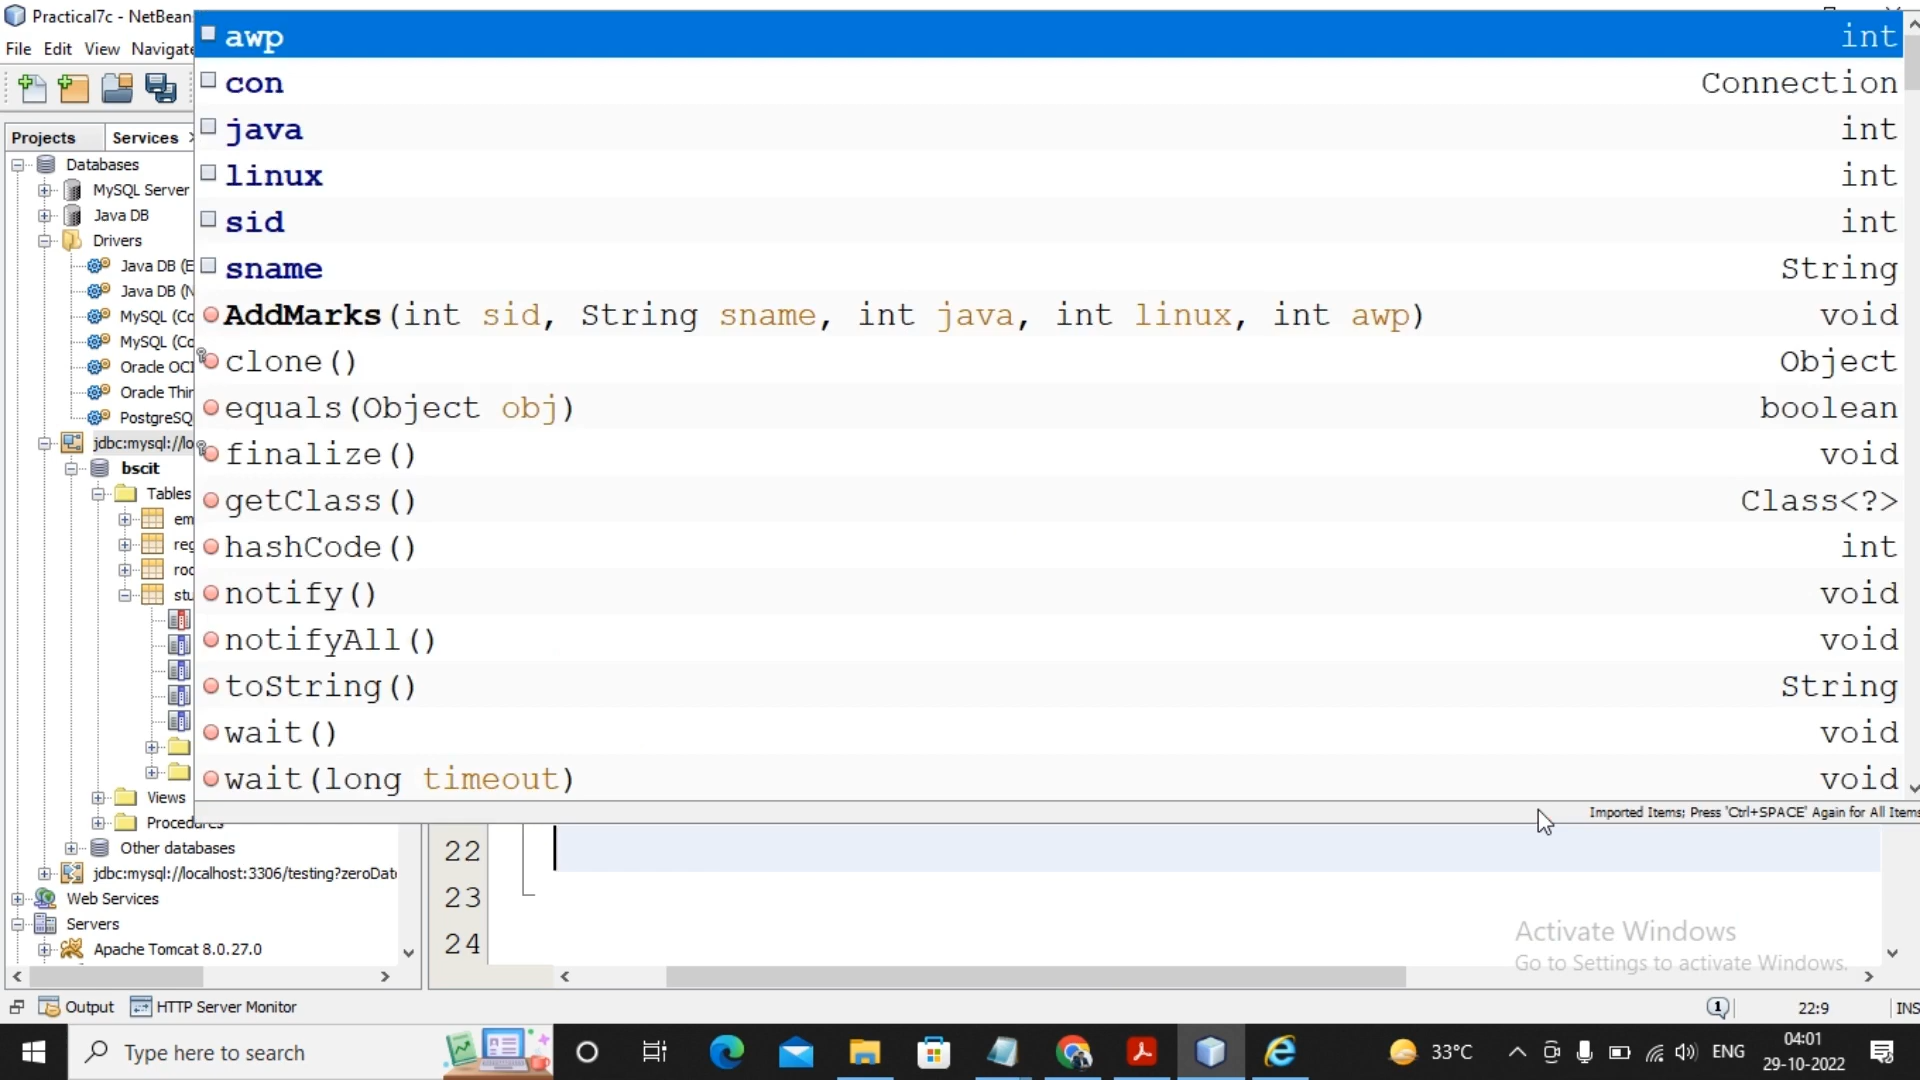 Practical7c - NetBeans
File Edit View Navigate
Projects Services
awp int
con Connection
java int
linux int
sid int
sname String
AddMarks(int sid, String sname, int java, int linux, int awp) void
clone() Object
equals(Object obj) boolean
finalize() void
getClass() Class<?>
hashCode() int
notify() void
notifyAll() void
toString() String
wait() void
wait(long timeout) void
Imported Items; Press 'Ctrl+SPACE' Again for All Items
Databases
MySQL Server
Java DB
Drivers
Java DB (E
Java DB (N
MySQL (Co
MySQL (Co
Oracle OCI
Oracle Thin
PostgreSQ
jdbc:mysql://lo
bscit
Tables
em
reg
roo
stu
Views
Procedures
Other databases
jdbc:mysql://localhost:3306/testing?zeroDat
Web Services
Servers
Apache Tomcat 8.0.27.0
22
23
24
Activate Windows
Go to Settings to activate Windows.
Output HTTP Server Monitor
1 22:9 INS
Type here to search
33°C ENG 04:01
29-10-2022